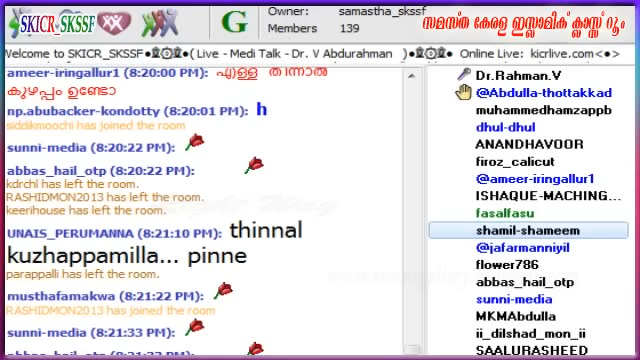 SKICR_SKSSF
G
Owner: samastha_skssf
Members 139
സമസ്ത കേരള ഇസ്ലാമിക് ക്ലാസ്സ് റൂം
Welcome to SKICR_SKSSF ( Live - Medi Talk - Dr. V Abdurahman ) Online Live: kicrlive.com <>
ameer-iringallur1 (8:20:00 PM): എള്ള തിന്നാൽ
കുഴപ്പം ഉണ്ടോ
np.abubacker-kondotty (8:20:01 PM): h
siddikmoochi has joined the room
sunni-media (8:20:22 PM):
abbas_hail_otp (8:20:22 PM):
kdrchl has left the room.
RASHIDMON2013 has left the room.
keerihouse has left the room.
UNAIS_PERUMANNA (8:21:10 PM): thinnal
kuzhappamilla... pinne
parappalli has left the room.
musthafamakwa (8:21:22 PM):
RASHIDMON2013 has joined the room
sunni-media (8:21:33 PM):
abbas_hail_otp (8:21:33 PM):
Dr.Rahman.V
@Abdulla-thottakkad
muhammedhamzappb
dhul-dhul
ANANDHAVOOR
firoz_calicut
@ameer-iringallur1
ISHAQUE-MACHING...
fasalfasu
shamil-shameem
@jafarmanniyil
flower786
abbas_hail_otp
sunni-media
MKMAbdulla
ii_dilshad_mon_ii
SAALURASHEED